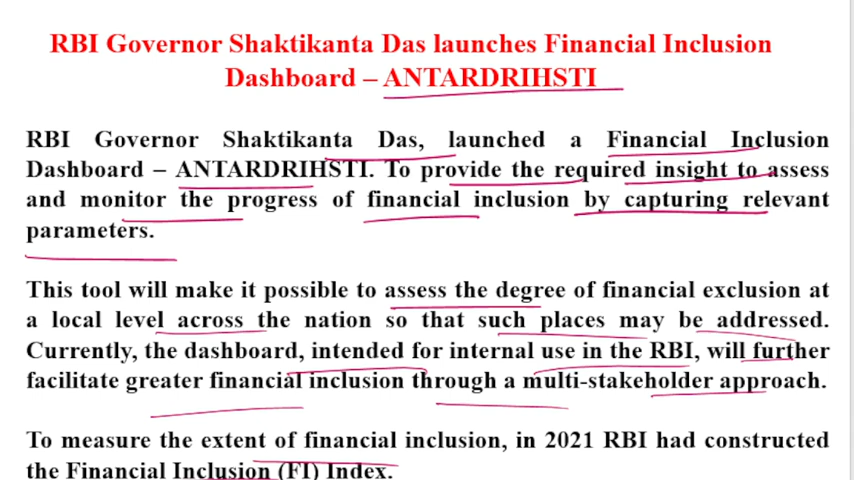 RBI Governor Shaktikanta Das launches Financial Inclusion
Dashboard – ANTARDRIHSTI
RBI Governor Shaktikanta Das, launched a Financial Inclusion
Dashboard – ANTARDRIHSTI. To provide the required insight to assess
and monitor the progress of financial inclusion by capturing relevant
parameters.
This tool will make it possible to assess the degree of financial exclusion at
a local level across the nation so that such places may be addressed.
Currently, the dashboard, intended for internal use in the RBI, will further
facilitate greater financial inclusion through a multi-stakeholder approach.
To measure the extent of financial inclusion, in 2021 RBI had constructed
the Financial Inclusion (FI) Index.